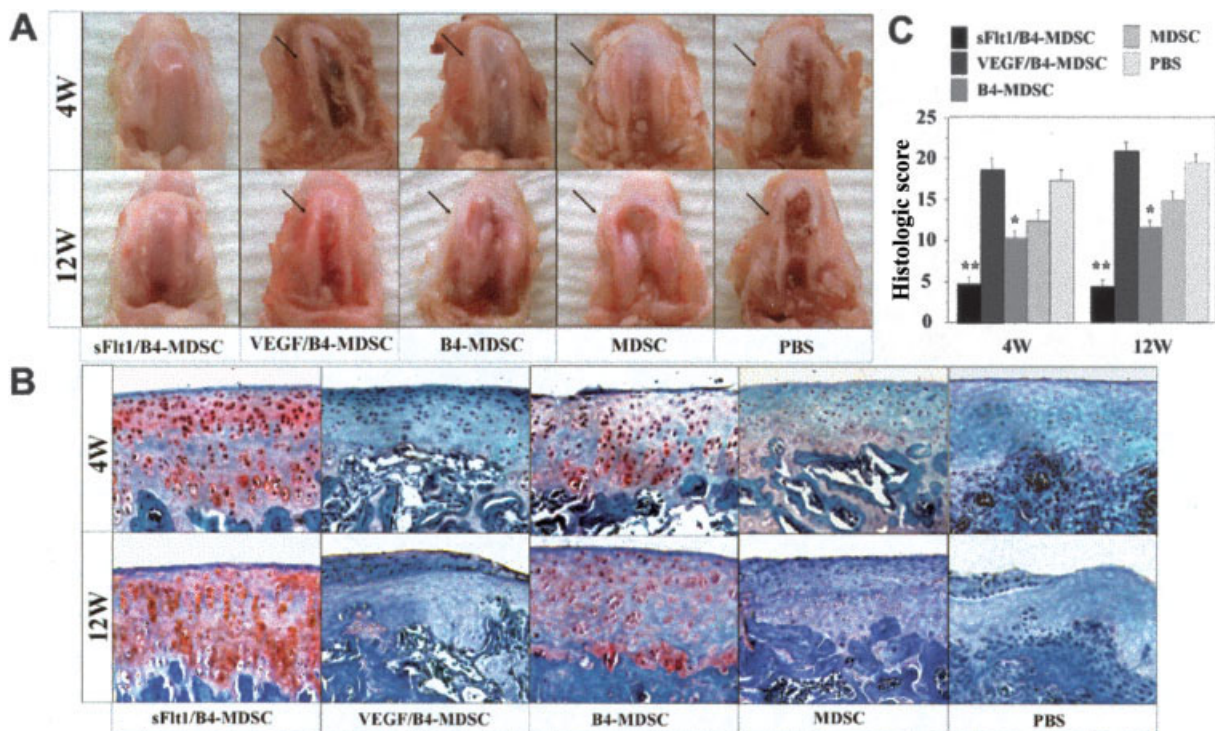 A
4W
12W
sFlt1/B4-MDSC
VEGF/B4-MDSC
B4-MDSC
MDSC
PBS
C
sFlt1/B4-MDSC
VEGF/B4-MDSC
B4-MDSC
MDSC
PBS
Histologic score
25
20
15
10
5
0
**
*
**
*
4W
12W
B
4W
12W
sFlt1/B4-MDSC
VEGF/B4-MDSC
B4-MDSC
MDSC
PBS